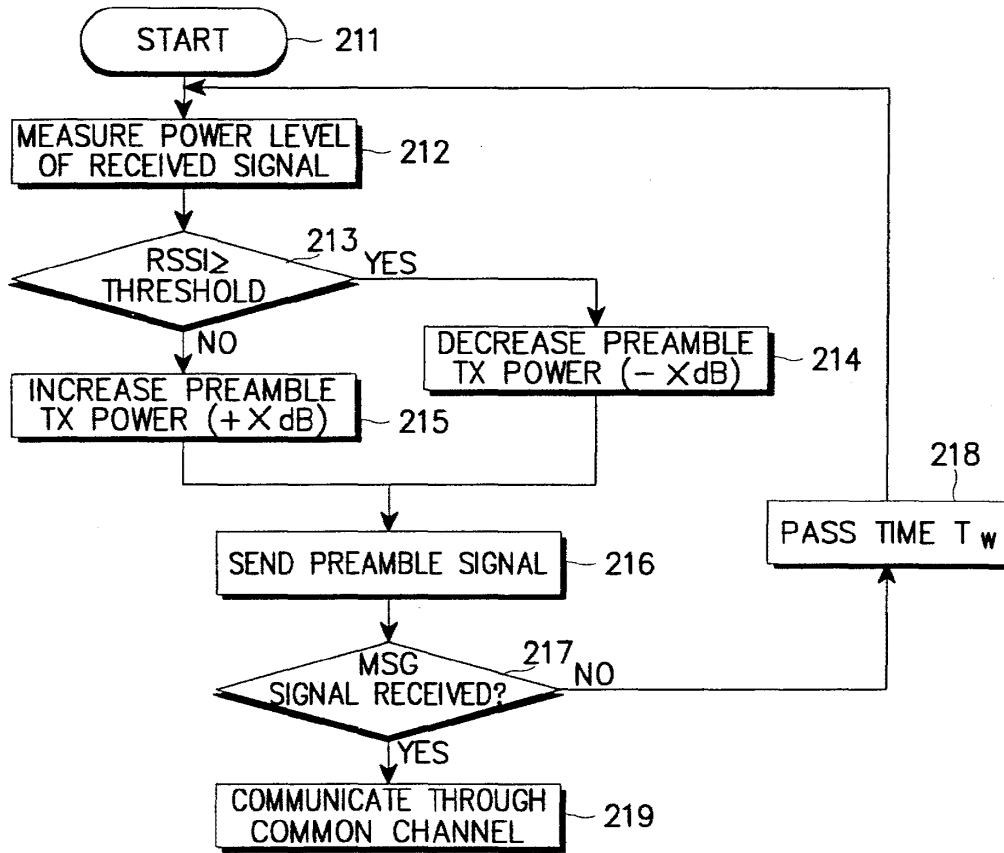 START
211
MEASURE POWER LEVEL
OF RECEIVED SIGNAL
212
213
RSSI≥
THRESHOLD
YES
NO
DECREASE PREAMBLE
TX POWER (− X dB)
214
INCREASE PREAMBLE
TX POWER (+ X dB)
215
218
PASS TIME T W
SEND PREAMBLE SIGNAL
216
217
MSG
SIGNAL RECEIVED?
NO
YES
COMMUNICATE THROUGH
COMMON CHANNEL
219